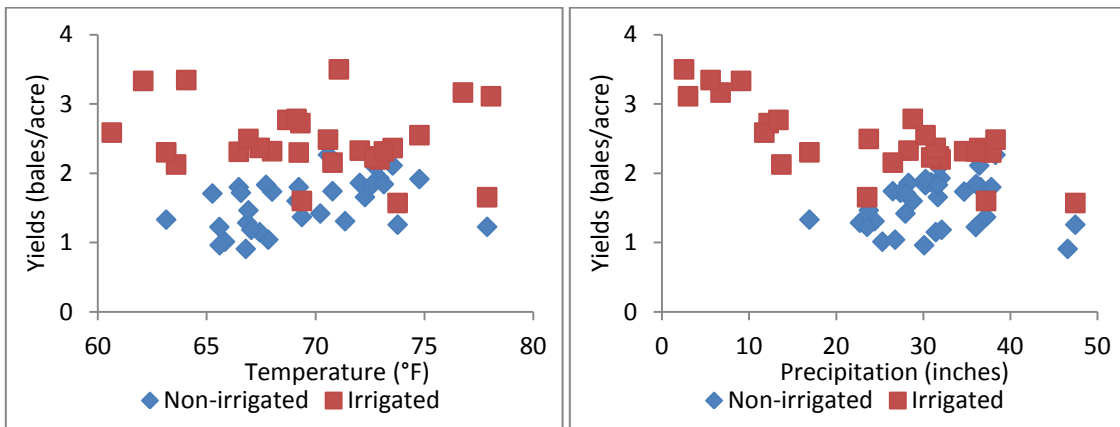 Yields (bales/acre)
4
3
2
1
0
60 65 70 75 80
Temperature (°F)
Non-irrigated Irrigated
Yields (bales/acre)
4
3
2
1
0
0 10 20 30 40 50
Precipitation (inches)
Non-irrigated Irrigated